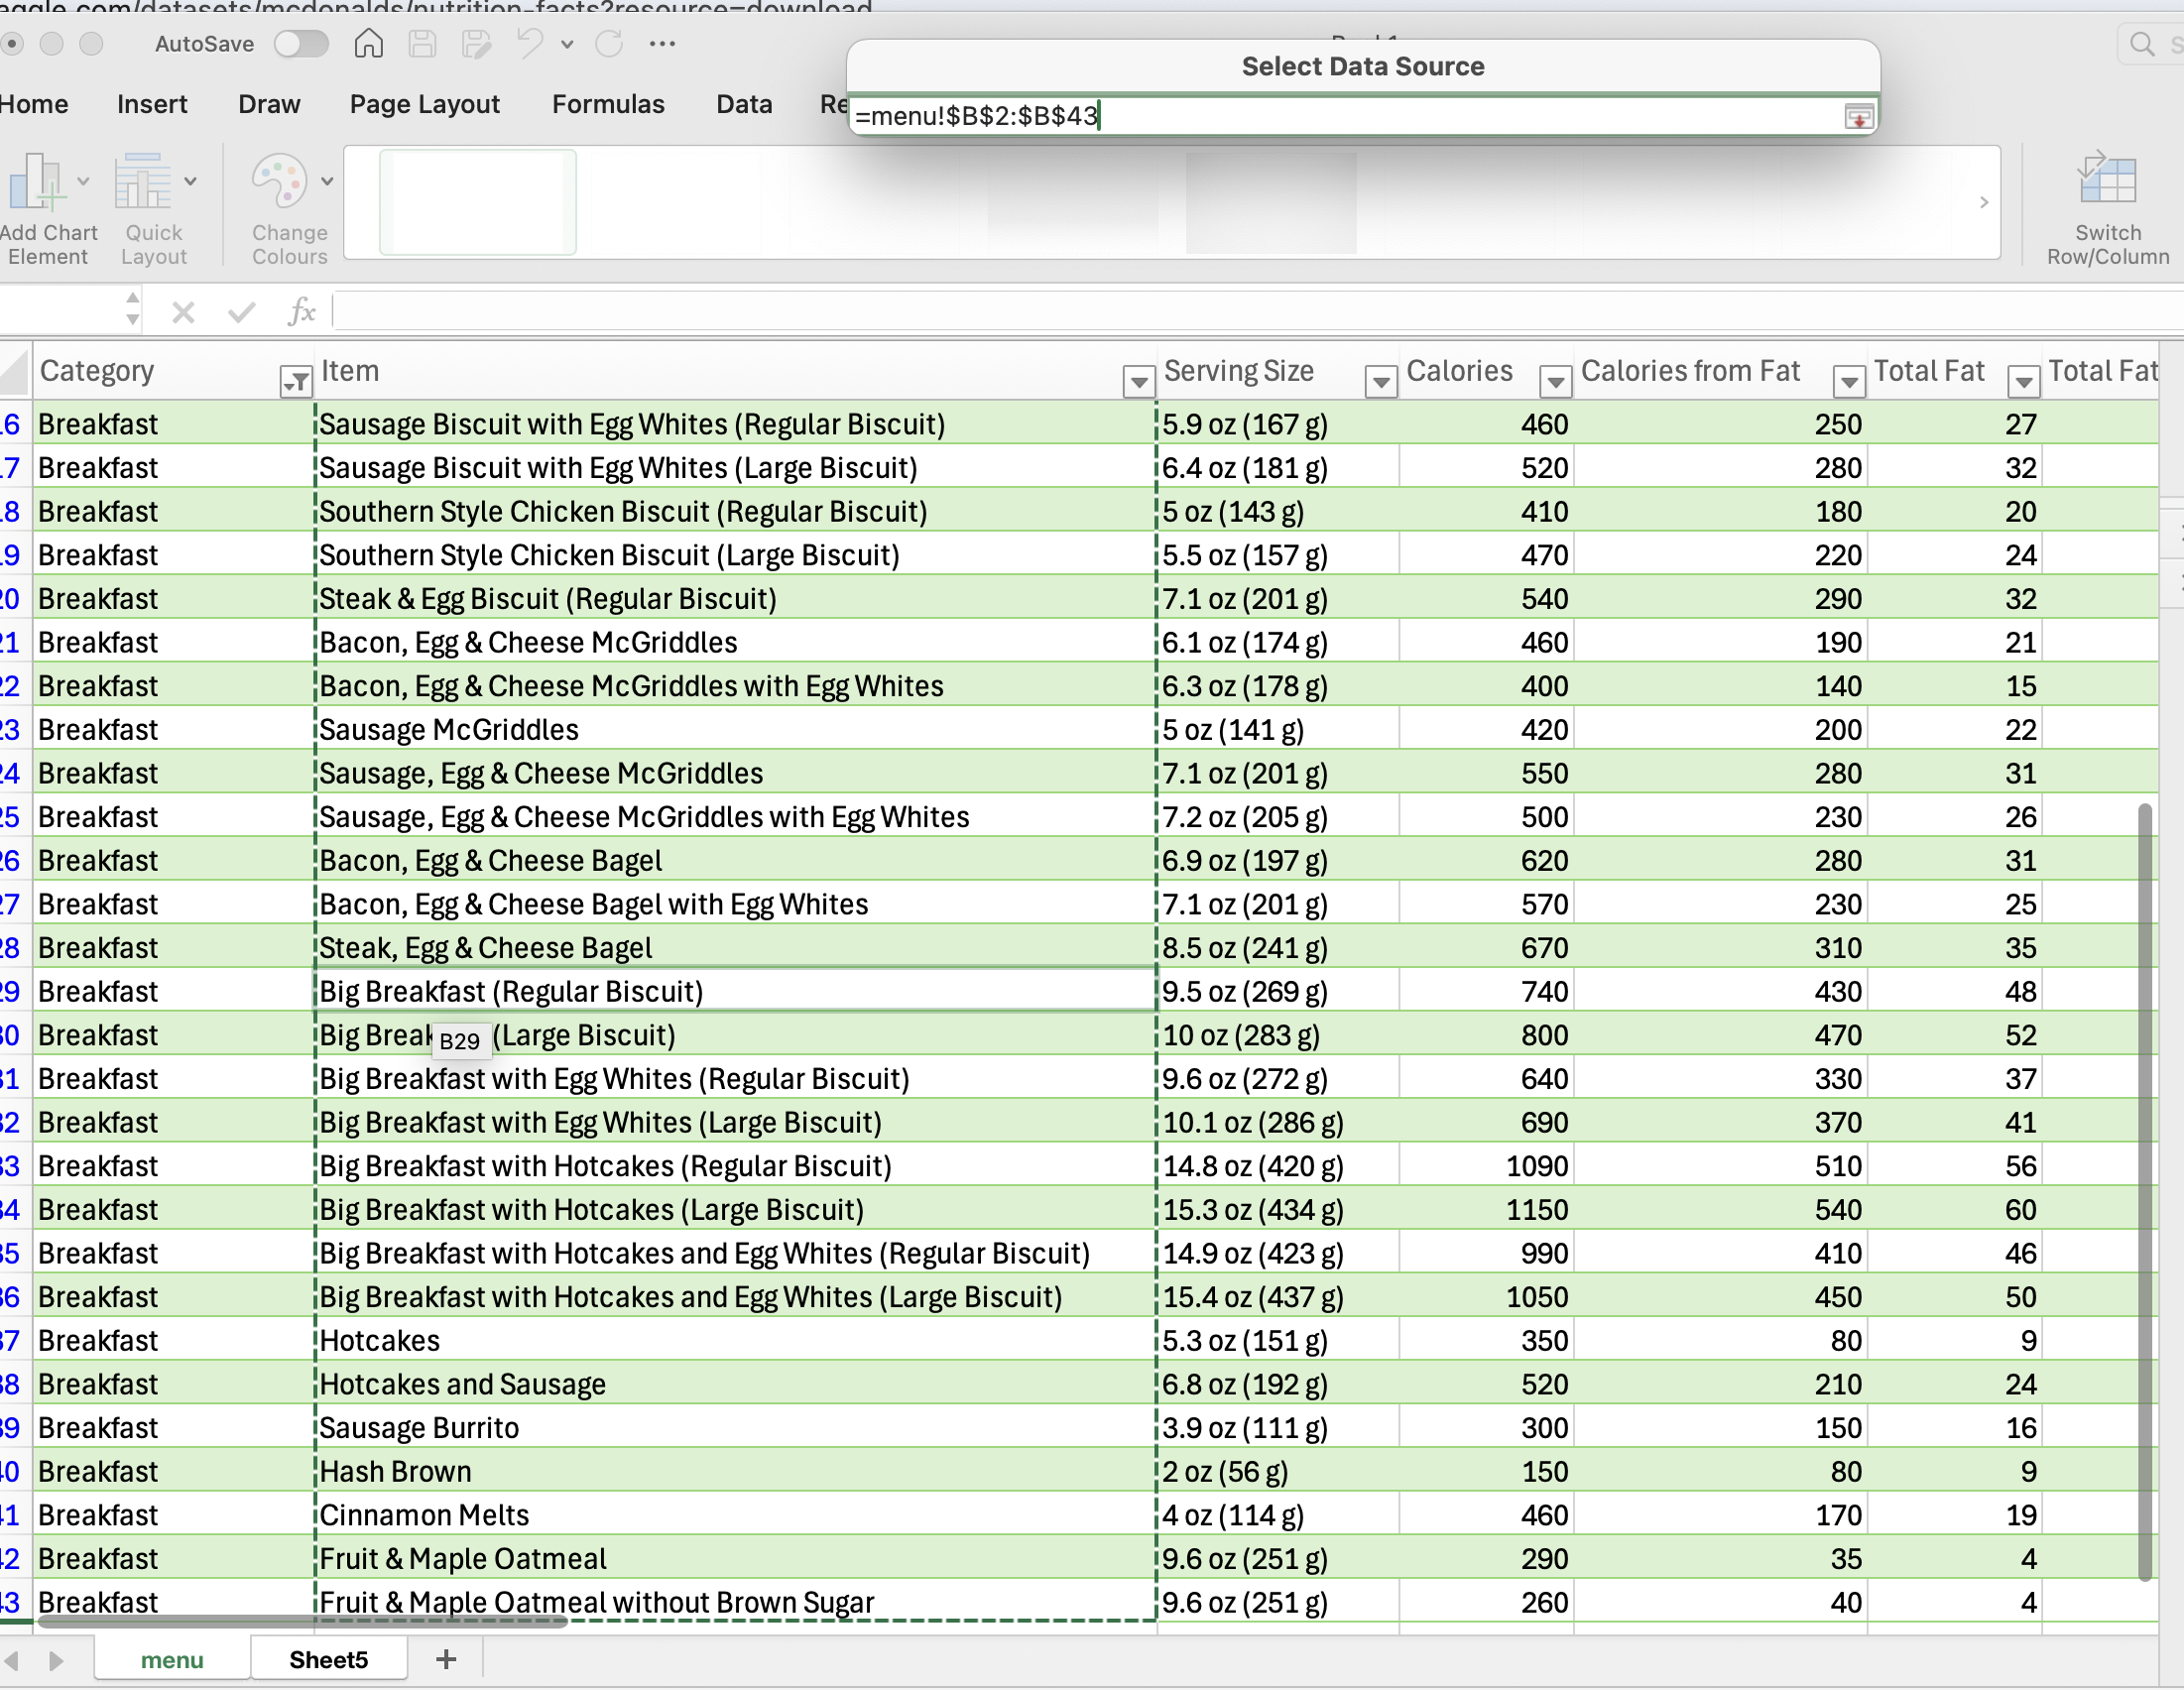 aggle.com/datasets/mcdonalds/nutrition-facts?resource=download
AutoSave
Select Data Source
Home Insert Draw Page Layout Formulas Data Re
=menu!$B$2:$B$43
Add Chart Element
Quick Layout
Change Colours
Switch Row/Column
fx
Category Item Serving Size Calories Calories from Fat Total Fat Total Fat
16 Breakfast Sausage Biscuit with Egg Whites (Regular Biscuit) 5.9 oz (167 g) 460 250 27
17 Breakfast Sausage Biscuit with Egg Whites (Large Biscuit) 6.4 oz (181 g) 520 280 32
18 Breakfast Southern Style Chicken Biscuit (Regular Biscuit) 5 oz (143 g) 410 180 20
19 Breakfast Southern Style Chicken Biscuit (Large Biscuit) 5.5 oz (157 g) 470 220 24
20 Breakfast Steak & Egg Biscuit (Regular Biscuit) 7.1 oz (201 g) 540 290 32
21 Breakfast Bacon, Egg & Cheese McGriddles 6.1 oz (174 g) 460 190 21
22 Breakfast Bacon, Egg & Cheese McGriddles with Egg Whites 6.3 oz (178 g) 400 140 15
23 Breakfast Sausage McGriddles 5 oz (141 g) 420 200 22
24 Breakfast Sausage, Egg & Cheese McGriddles 7.1 oz (201 g) 550 280 31
25 Breakfast Sausage, Egg & Cheese McGriddles with Egg Whites 7.2 oz (205 g) 500 230 26
26 Breakfast Bacon, Egg & Cheese Bagel 6.9 oz (197 g) 620 280 31
27 Breakfast Bacon, Egg & Cheese Bagel with Egg Whites 7.1 oz (201 g) 570 230 25
28 Breakfast Steak, Egg & Cheese Bagel 8.5 oz (241 g) 670 310 35
29 Breakfast Big Breakfast (Regular Biscuit) 9.5 oz (269 g) 740 430 48
30 Breakfast Big Break B29 (Large Biscuit) 10 oz (283 g) 800 470 52
31 Breakfast Big Breakfast with Egg Whites (Regular Biscuit) 9.6 oz (272 g) 640 330 37
32 Breakfast Big Breakfast with Egg Whites (Large Biscuit) 10.1 oz (286 g) 690 370 41
33 Breakfast Big Breakfast with Hotcakes (Regular Biscuit) 14.8 oz (420 g) 1090 510 56
34 Breakfast Big Breakfast with Hotcakes (Large Biscuit) 15.3 oz (434 g) 1150 540 60
35 Breakfast Big Breakfast with Hotcakes and Egg Whites (Regular Biscuit) 14.9 oz (423 g) 990 410 46
36 Breakfast Big Breakfast with Hotcakes and Egg Whites (Large Biscuit) 15.4 oz (437 g) 1050 450 50
37 Breakfast Hotcakes 5.3 oz (151 g) 350 80 9
38 Breakfast Hotcakes and Sausage 6.8 oz (192 g) 520 210 24
39 Breakfast Sausage Burrito 3.9 oz (111 g) 300 150 16
40 Breakfast Hash Brown 2 oz (56 g) 150 80 9
41 Breakfast Cinnamon Melts 4 oz (114 g) 460 170 19
42 Breakfast Fruit & Maple Oatmeal 9.6 oz (251 g) 290 35 4
43 Breakfast Fruit & Maple Oatmeal without Brown Sugar 9.6 oz (251 g) 260 40 4
menu Sheet5